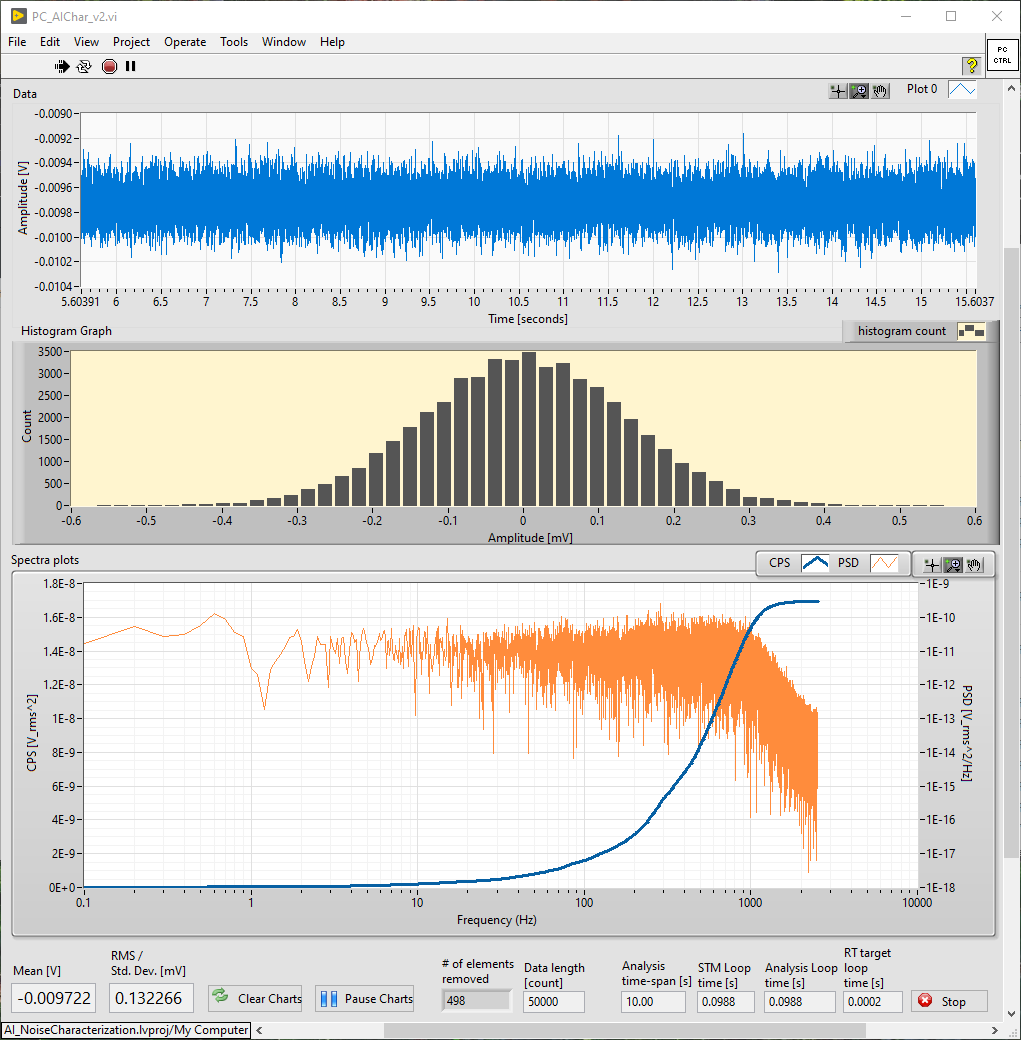 PC_AIChar_v2.vi
File Edit View Project Operate Tools Window Help
PC
CTRL
?
Data
Plot 0
-0.0090
-0.0092
-0.0094
-0.0096
-0.0098
-0.0100
-0.0102
-0.0104
Amplitude [V]
5.60391 6 6.5 7 7.5 8 8.5 9 9.5 10 10.5 11 11.5 12 12.5 13 13.5 14 14.5 15 15.6037
Time [seconds]
Histogram Graph
histogram count
3500
3000
2500
2000
1500
1000
500
0
Count
-0.6 -0.5 -0.4 -0.3 -0.2 -0.1 0 0.1 0.2 0.3 0.4 0.5 0.6
Amplitude [mV]
Spectra plots
CPS PSD
1.8E-8
1.6E-8
1.4E-8
1.2E-8
1E-8
8E-9
6E-9
4E-9
2E-9
0E+0
CPS [V_rms^2]
1E-9
1E-10
1E-11
1E-12
1E-13
1E-14
1E-15
1E-16
1E-17
1E-18
PSD [V_rms^2/Hz]
0.1 1 10 100 1000 10000
Frequency (Hz)
Mean [V]
-0.009722
RMS /
Std. Dev. [mV]
0.132266
Clear Charts
Pause Charts
# of elements
removed
498
Data length
[count]
50000
Analysis
time-span [s]
10.00
STM Loop
time [s]
0.0988
Analysis Loop
time [s]
0.0988
RT target
loop
time [s]
0.0002
Stop
AI_NoiseCharacterization.lvproj/My Computer